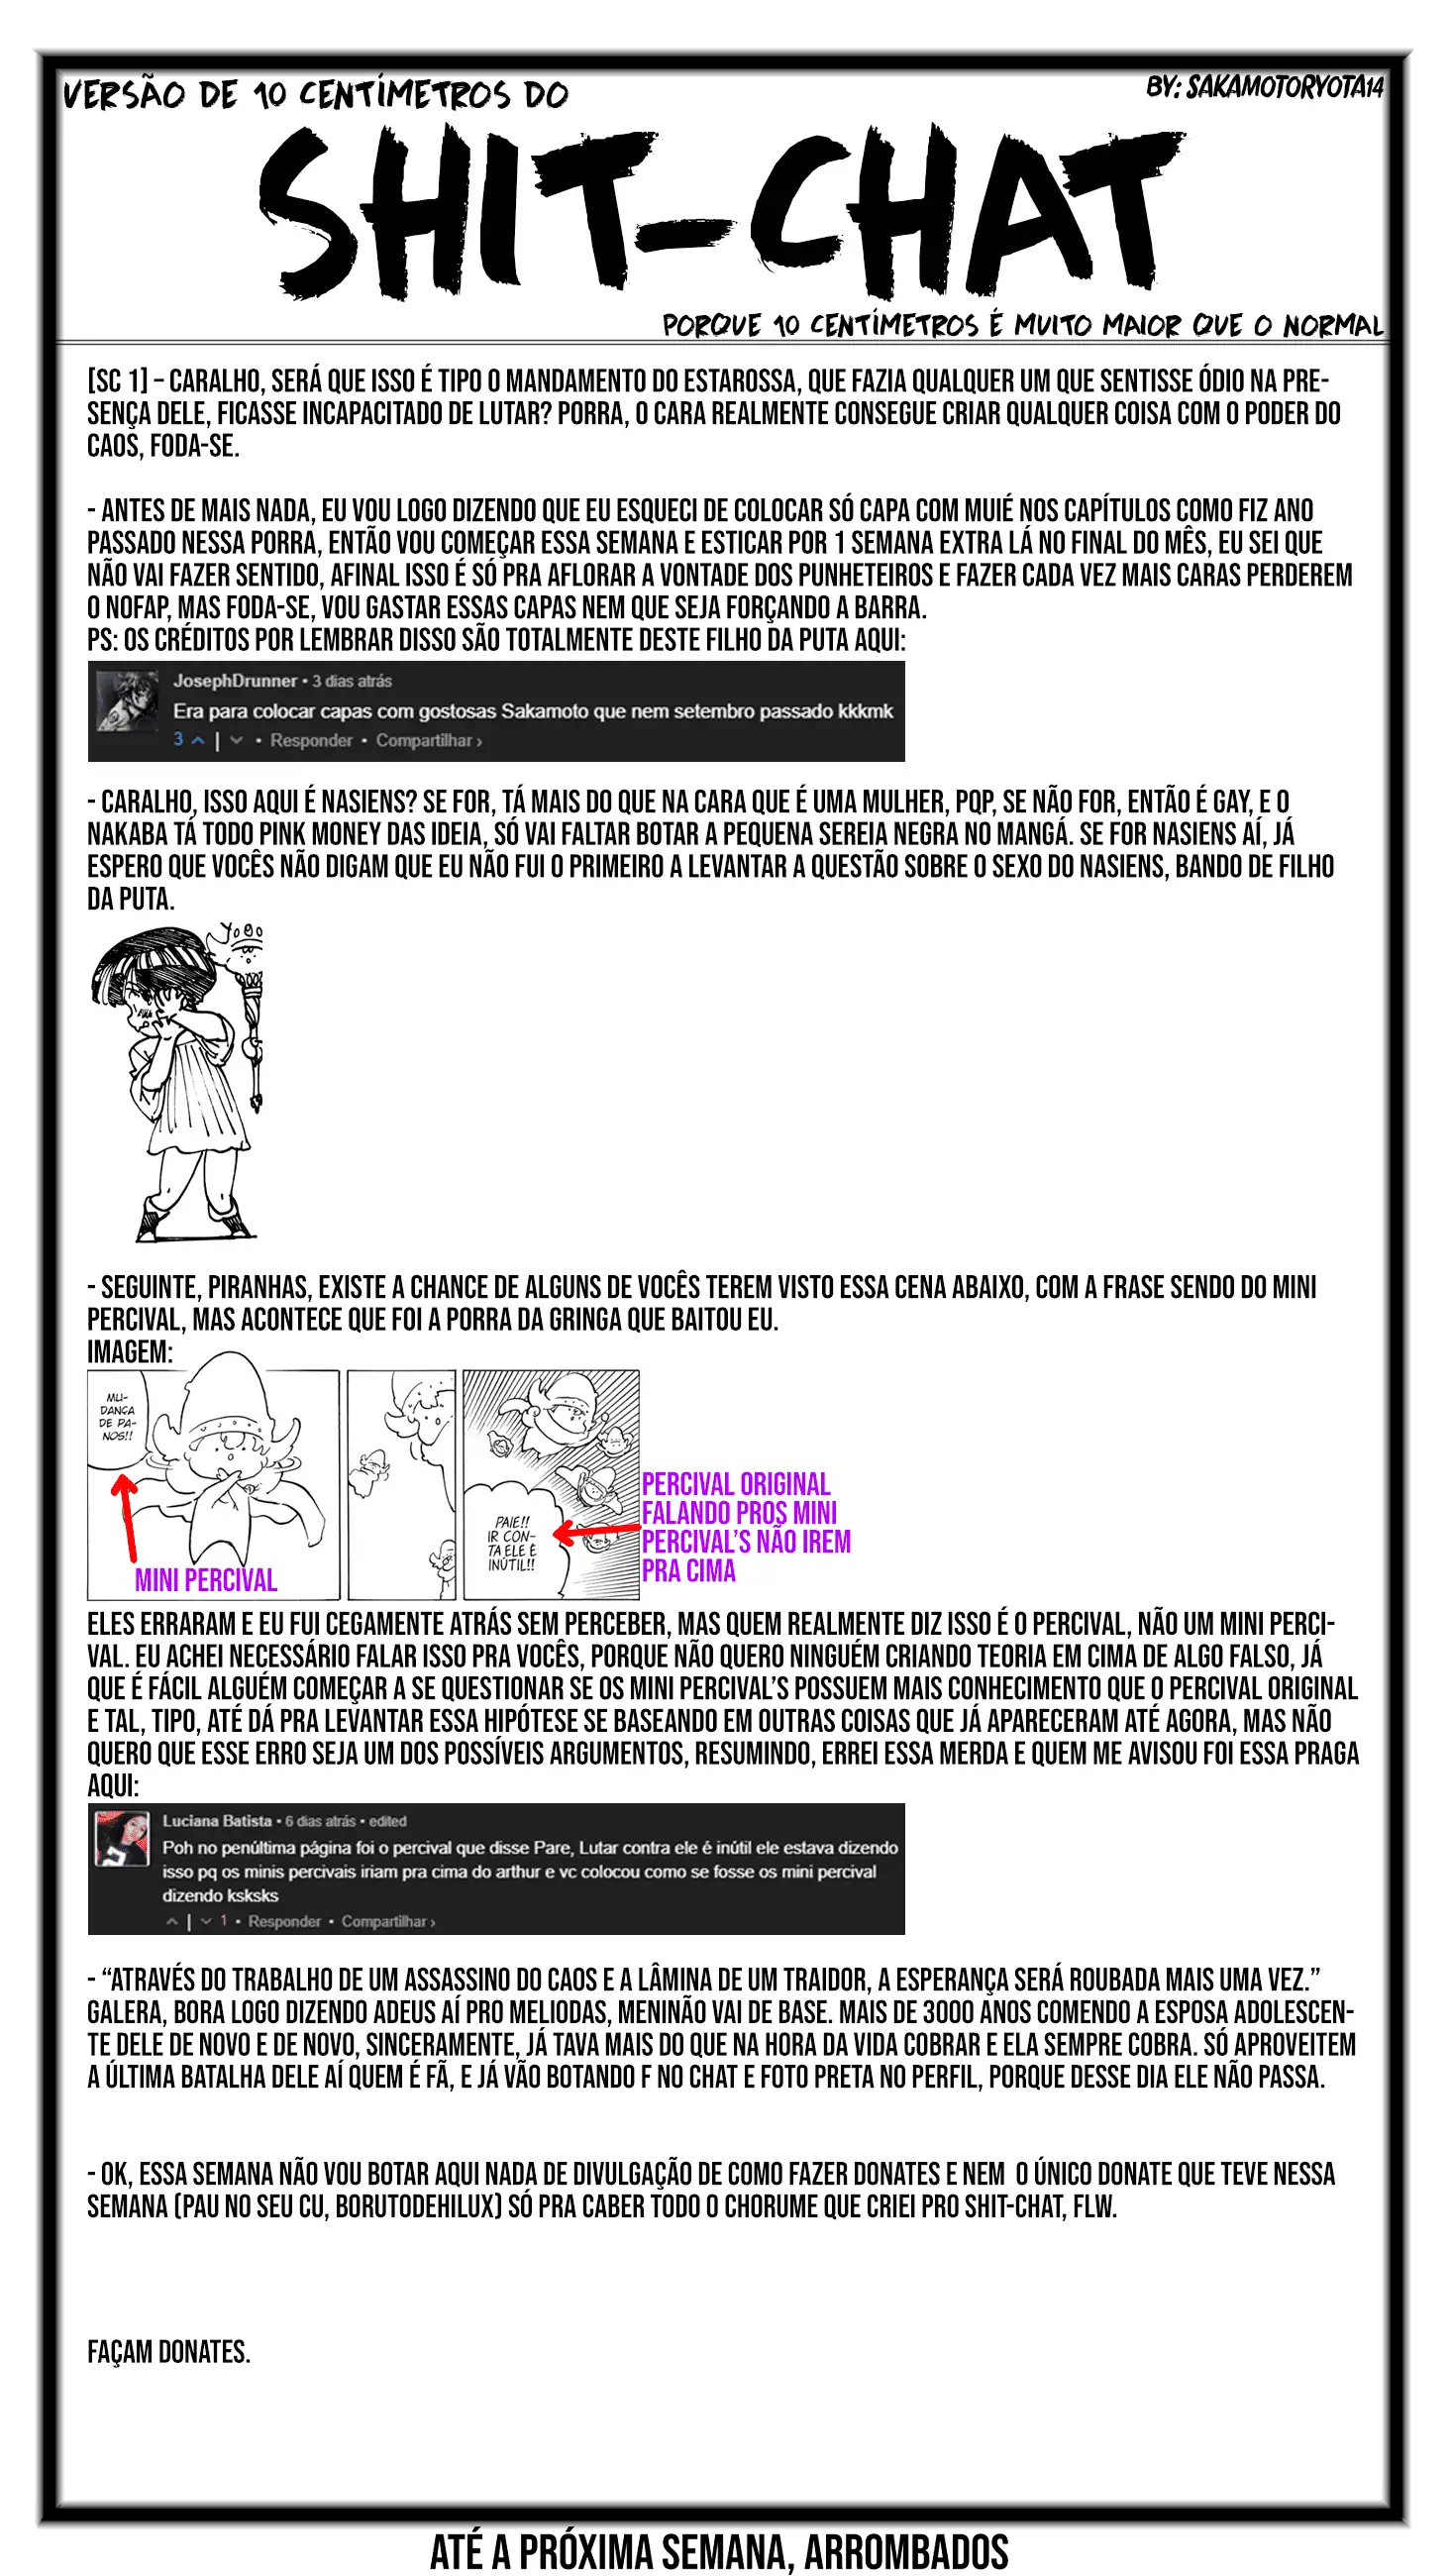 VERSÃO DE 10 CENTÍMETROS DO
BY: SAKAMOTORYOTA14
SHIT-CHAT
PORQUE 10 CENTÍMETROS É MUITO MAIOR QUE O NORMAL
[SC 1] – CARALHO, SERÁ QUE ISSO É TIPO O MANDAMENTO DO ESTAROSSA, QUE FAZIA QUALQUER UM QUE SENTISSE ÓDIO NA PRE-
SENÇA DELE, FICASSE INCAPACITADO DE LUTAR? PORRA, O CARA REALMENTE CONSEGUE CRIAR QUALQUER COISA COM O PODER DO
CAOS, FODA-SE.
- ANTES DE MAIS NADA, EU VOU LOGO DIZENDO QUE EU ESQUECI DE COLOCAR SÓ CAPA COM MUIÉ NOS CAPÍTULOS COMO FIZ ANO
PASSADO NESSA PORRA, ENTÃO VOU COMEÇAR ESSA SEMANA E ESTICAR POR 1 SEMANA EXTRA LÁ NO FINAL DO MÊS, EU SEI QUE
NÃO VAI FAZER SENTIDO, AFINAL ISSO É SÓ PRA AFLORAR A VONTADE DOS PUNHETEIROS E FAZER CADA VEZ MAIS CARAS PERDEREM
O NOFAP, MAS FODA-SE, VOU GASTAR ESSAS CAPAS NEM QUE SEJA FORÇANDO A BARRA.
PS: OS CRÉDITOS POR LEMBRAR DISSO SÃO TOTALMENTE DESTE FILHO DA PUTA AQUI:
JosephDrunner • 3 dias atrás
Era para colocar capas com gostosas Sakamoto que nem setembro passado kkkmk
3 | • Responder • Compartilhar ›
- CARALHO, ISSO AQUI É NASIENS? SE FOR, TÁ MAIS DO QUE NA CARA QUE É UMA MULHER, PQP, SE NÃO FOR, ENTÃO É GAY, E O
NAKABA TÁ TODO PINK MONEY DAS IDEIA, SÓ VAI FALTAR BOTAR A PEQUENA SEREIA NEGRA NO MANGÁ. SE FOR NASIENS AÍ, JÁ
ESPERO QUE VOCÊS NÃO DIGAM QUE EU NÃO FUI O PRIMEIRO A LEVANTAR A QUESTÃO SOBRE O SEXO DO NASIENS, BANDO DE FILHO
DA PUTA.
- SEGUINTE, PIRANHAS, EXISTE A CHANCE DE ALGUNS DE VOCÊS TEREM VISTO ESSA CENA ABAIXO, COM A FRASE SENDO DO MINI
PERCIVAL, MAS ACONTECE QUE FOI A PORRA DA GRINGA QUE BAITOU EU.
IMAGEM:
MU-
DANÇA
DE PA-
NOS!!
MINI PERCIVAL
PAIE!!
IR CON-
TA ELE É
INÚTIL!!
PERCIVAL ORIGINAL
FALANDO PROS MINI
PERCIVAL'S NÃO IREM
PRA CIMA
ELES ERRARAM E EU FUI CEGAMENTE ATRÁS SEM PERCEBER, MAS QUEM REALMENTE DIZ ISSO É O PERCIVAL, NÃO UM MINI PERCI-
VAL. EU ACHEI NECESSÁRIO FALAR ISSO PRA VOCÊS, PORQUE NÃO QUERO NINGUÉM CRIANDO TEORIA EM CIMA DE ALGO FALSO, JÁ
QUE É FÁCIL ALGUÉM COMEÇAR A SE QUESTIONAR SE OS MINI PERCIVAL'S POSSUEM MAIS CONHECIMENTO QUE O PERCIVAL ORIGINAL
E TAL, TIPO, ATÉ DÁ PRA LEVANTAR ESSA HIPÓTESE SE BASEANDO EM OUTRAS COISAS QUE JÁ APARECERAM ATÉ AGORA, MAS NÃO
QUERO QUE ESSE ERRO SEJA UM DOS POSSÍVEIS ARGUMENTOS, RESUMINDO, ERREI ESSA MERDA E QUEM ME AVISOU FOI ESSA PRAGA
AQUI:
Luciana Batista • 6 dias atrás • edited
Poh no penúltima página foi o percival que disse Pare, Lutar contra ele é inútil ele estava dizendo
isso pq os minis percivais iriam pra cima do arthur e vc colocou como se fosse os mini percival
dizendo ksksks
| 1 • Responder • Compartilhar ›
- “ATRAVÉS DO TRABALHO DE UM ASSASSINO DO CAOS E A LÂMINA DE UM TRAIDOR, A ESPERANÇA SERÁ ROUBADA MAIS UMA VEZ.”
GALERA, BORA LOGO DIZENDO ADEUS AÍ PRO MELIODAS, MENINÃO VAI DE BASE. MAIS DE 3000 ANOS COMENDO A ESPOSA ADOLESCEN-
TE DELE DE NOVO E DE NOVO, SINCERAMENTE, JÁ TAVA MAIS DO QUE NA HORA DA VIDA COBRAR E ELA SEMPRE COBRA. SÓ APROVEITEM
A ÚLTIMA BATALHA DELE AÍ QUEM É FÃ, E JÁ VÃO BOTANDO F NO CHAT E FOTO PRETA NO PERFIL, PORQUE DESSE DIA ELE NÃO PASSA.
- OK, ESSA SEMANA NÃO VOU BOTAR AQUI NADA DE DIVULGAÇÃO DE COMO FAZER DONATES E NEM O ÚNICO DONATE QUE TEVE NESSA
SEMANA (PAU NO SEU CU, BORUTODEHILUX) SÓ PRA CABER TODO O CHORUME QUE CRIEI PRO SHIT-CHAT, FLW.
FAÇAM DONATES.
ATÉ A PRÓXIMA SEMANA, ARROMBADOS